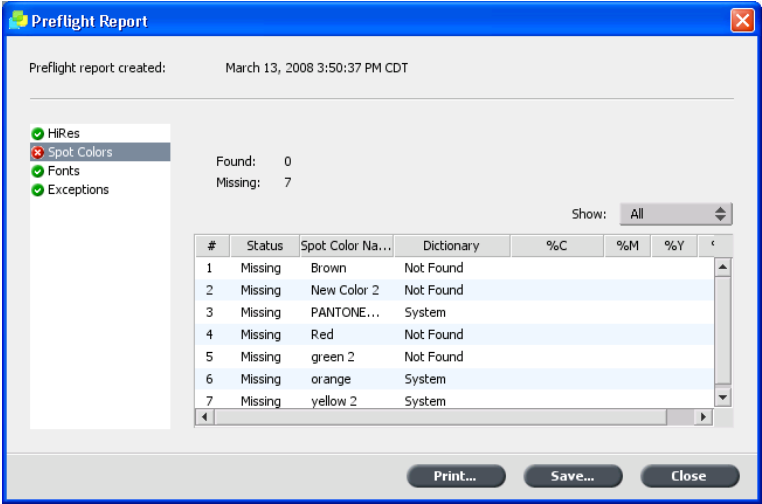 Preflight Report
Preflight report created: March 13, 2008 3:50:37 PM CDT
HiRes
Spot Colors
Fonts
Exceptions
Found: 0
Missing: 7
Show: All
# Status Spot Color Na... Dictionary %C %M %Y
1 Missing Brown Not Found
2 Missing New Color 2 Not Found
3 Missing PANTONE... System
4 Missing Red Not Found
5 Missing green 2 Not Found
6 Missing orange System
7 Missing yellow 2 System
Print... Save... Close